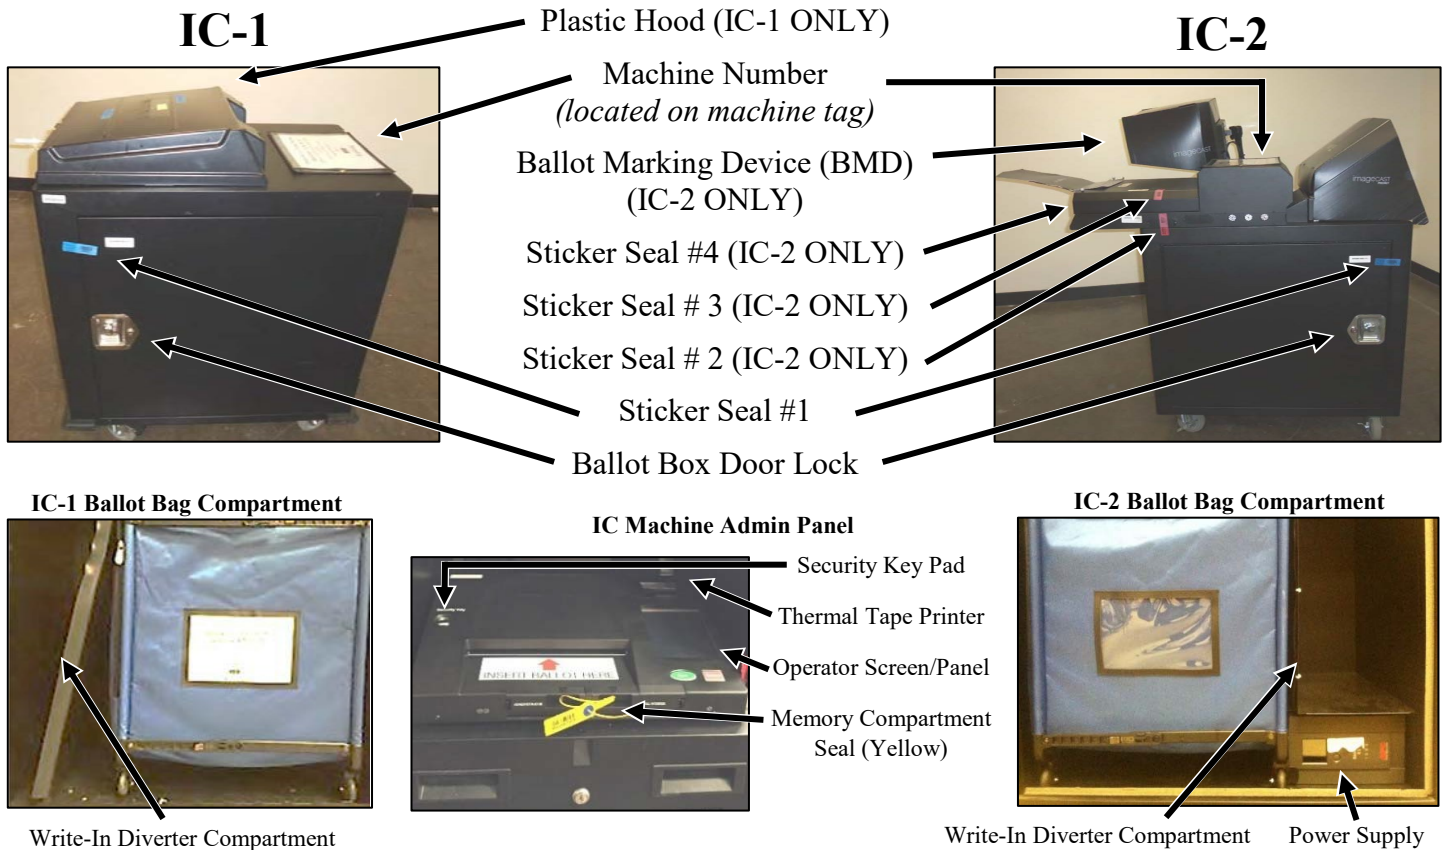 IC-1
Plastic Hood (IC-1 ONLY)
IC-2
Machine Number
(located on machine tag)
Ballot Marking Device (BMD)
(IC-2 ONLY)
Sticker Seal #4 (IC-2 ONLY)
Sticker Seal # 3 (IC-2 ONLY)
Sticker Seal # 2 (IC-2 ONLY)
Sticker Seal #1
Ballot Box Door Lock
imagecast
imagecast
IC-1 Ballot Bag Compartment
IC Machine Admin Panel
IC-2 Ballot Bag Compartment
Security Key Pad
Thermal Tape Printer
Operator Screen/Panel
Memory Compartment
Seal (Yellow)
INSERT BALLOT HERE
Write-In Diverter Compartment
Write-In Diverter Compartment
Power Supply